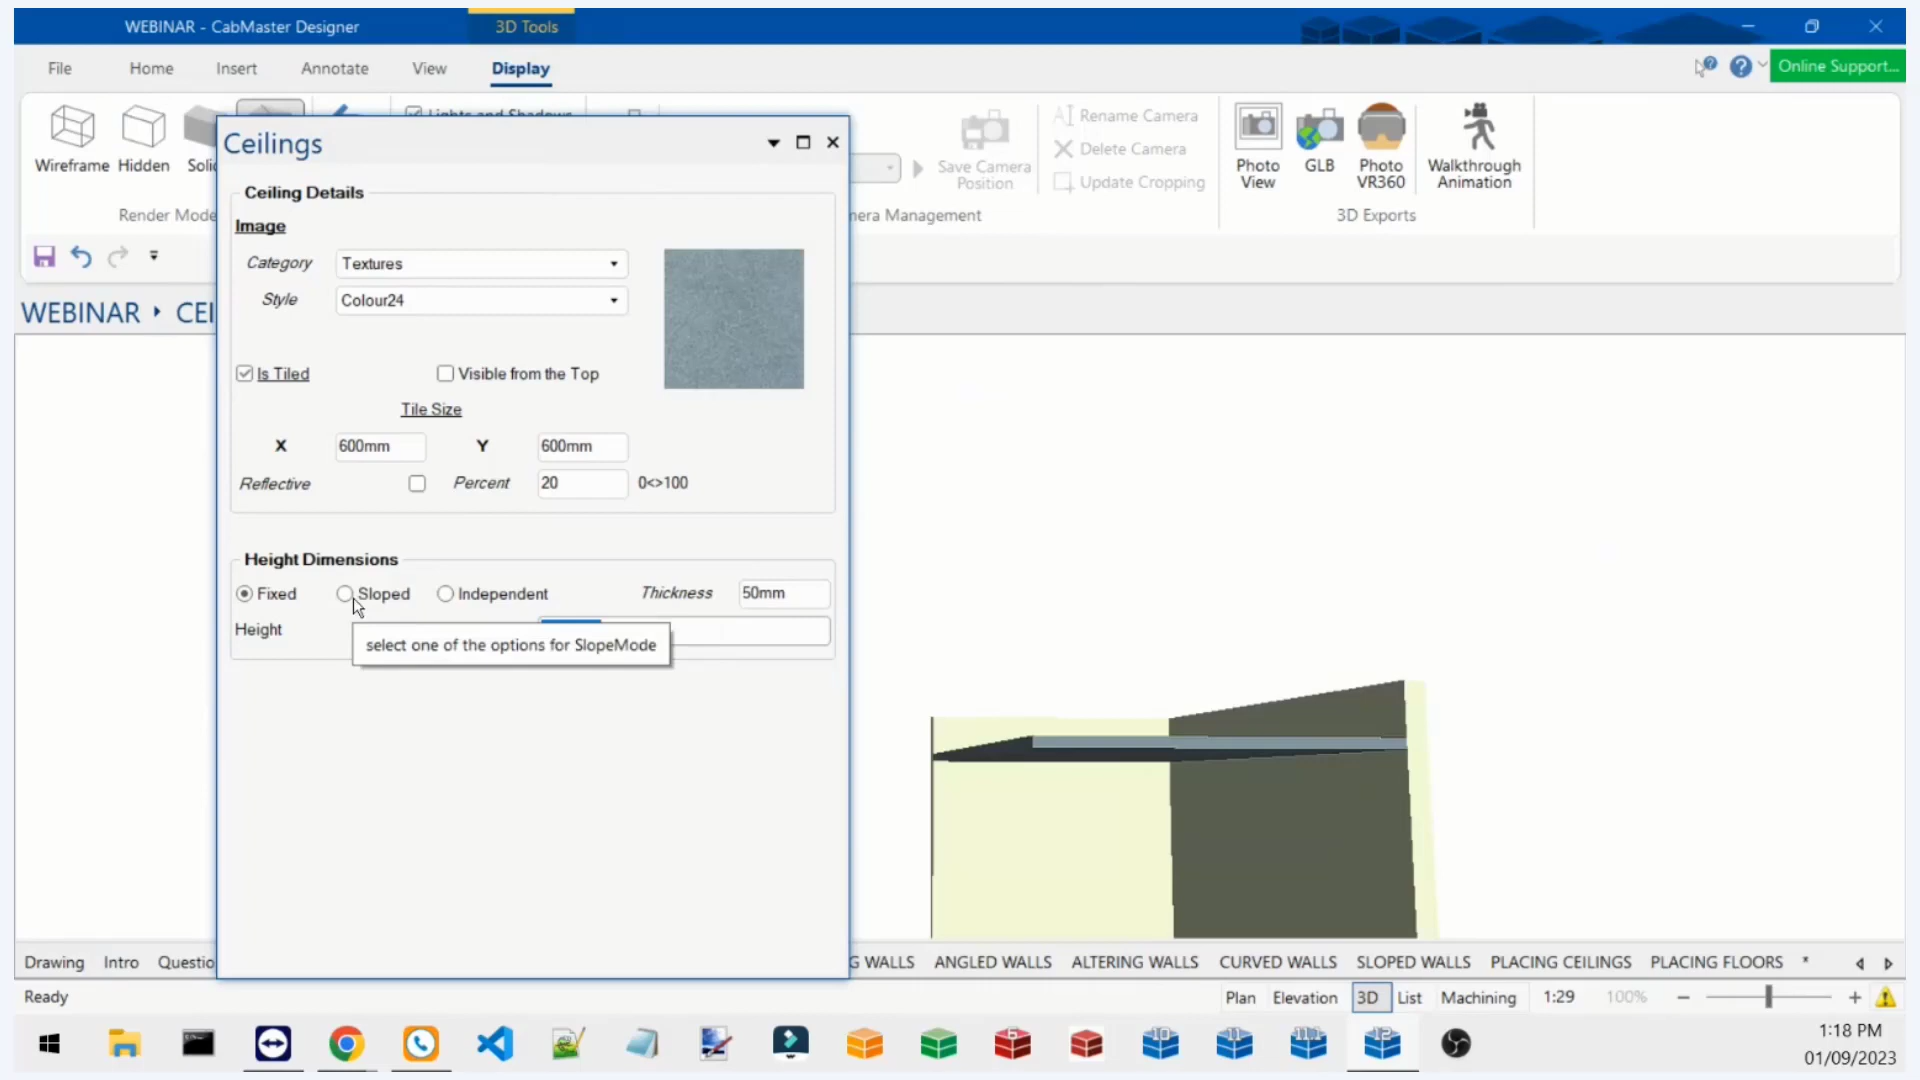 WEBINAR - CabMaster Designer
3D Tools
File
Home
Insert
Annotate
View
Display
Online Support...
Wireframe
Hidden
Render Mode
Lights and Shadows
Save Camera
Position
Rename Camera
Delete Camera
Update Cropping
Photo
View
GLB
Photo
VR360
Walkthrough
Animation
3D Exports
WEBINAR
Ceilings
Ceiling Details
Image
Category
Textures
Style
Colour24
Is Tiled
Visible from the Top
Tile Size
X
600mm
Y
600mm
Reflective
Percent
20
0<>100
Height Dimensions
Fixed
Sloped
Independent
Thickness
50mm
Height
select one of the options for SlopeMode
Drawing
Intro
Questio
G WALLS
ANGLED WALLS
ALTERING WALLS
CURVED WALLS
SLOPED WALLS
PLACING CEILINGS
PLACING FLOORS
*
Ready
Plan
Elevation
3D
List
Machining
1:29
100%
1:18 PM
01/09/2023